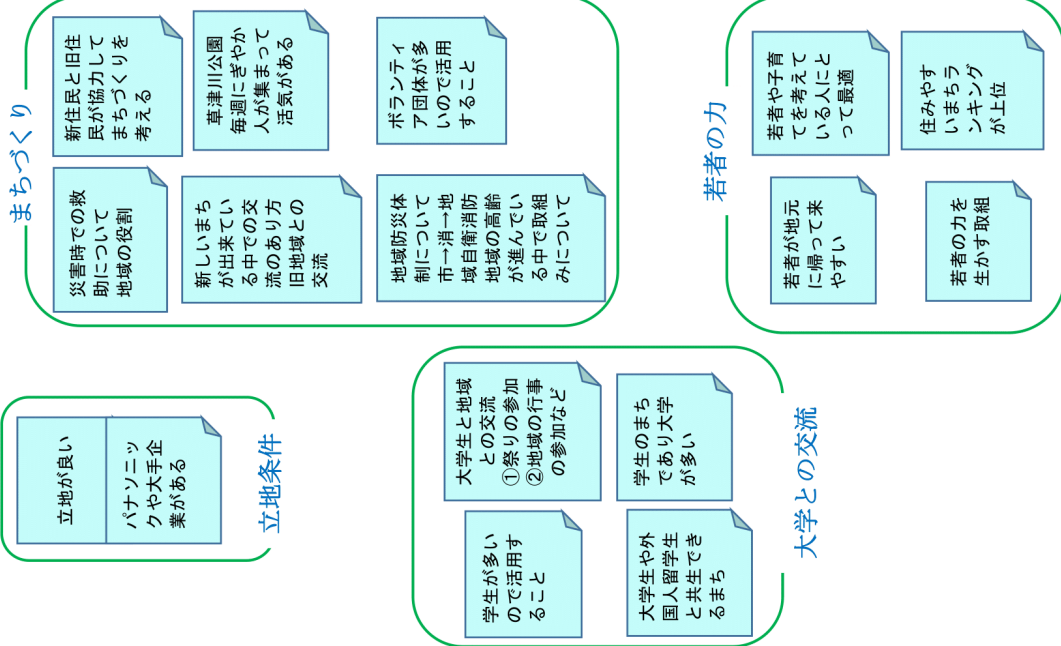 まちづくり
災害時での救
助について
地域の役割
新住民と旧住
民が協力して
まちづくりを
考える
新しいまち
が出来てい
る中での交
流のあり方
旧地域との
交流
草津川公園
毎週にぎやか
人が集まって
活気がある
地域防災体
制について
市→消→地
域自衛消防
地域の高齢
が進んでい
る中で取組
みについて
ボランティ
ア団体が多
いので活用
すること
立地が良い
パナソニッ
クや大手企
業がある
立地条件
若者の力
若者が地元
に帰って来
やすい
若者や子育
てを考えて
いる人にと
って最適
若者の力を
生かす取組
住みやす
いまちラ
ンキング
が上位
学生が多い
ので活用す
ること
大学生と地域
との交流
①祭りの参加
②地域の行事
の参加など
大学生や外
国人留学生
と共生でき
るまち
学生のまち
であり大学
が多い
大学との交流